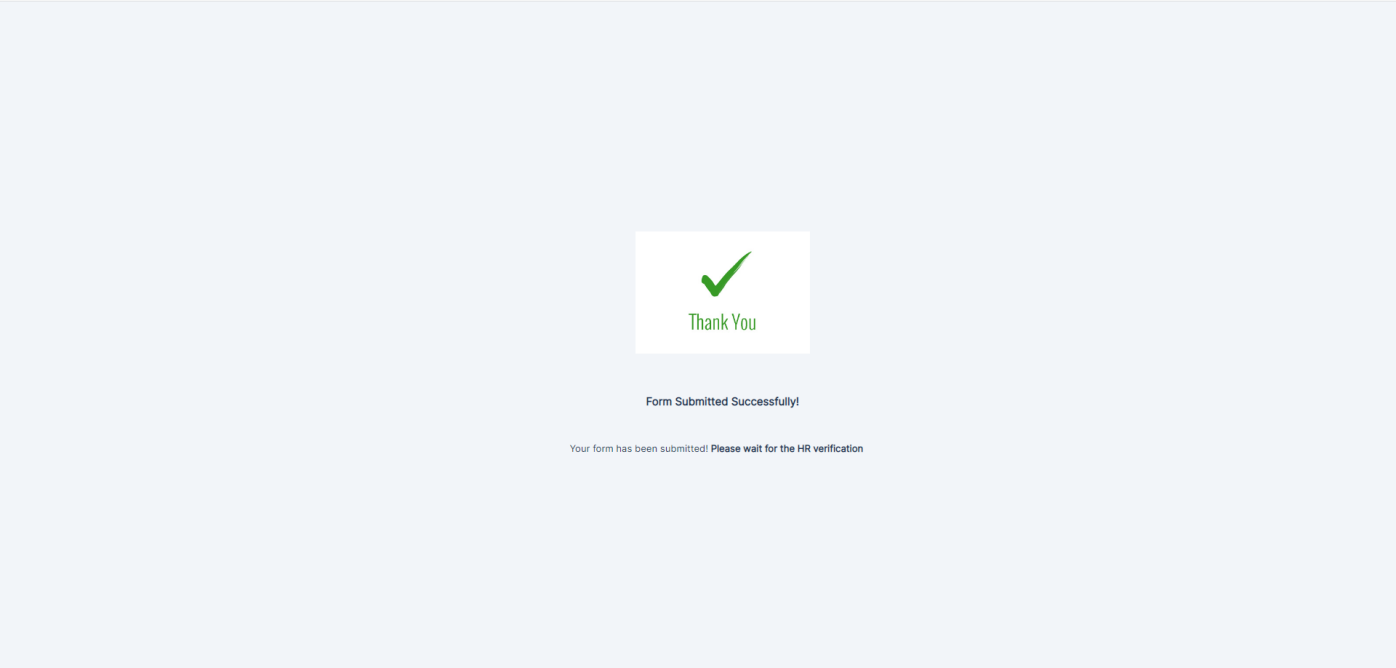 Thank You
Form Submitted Successfully!
Your form has been submitted! Please wait for the HR verification